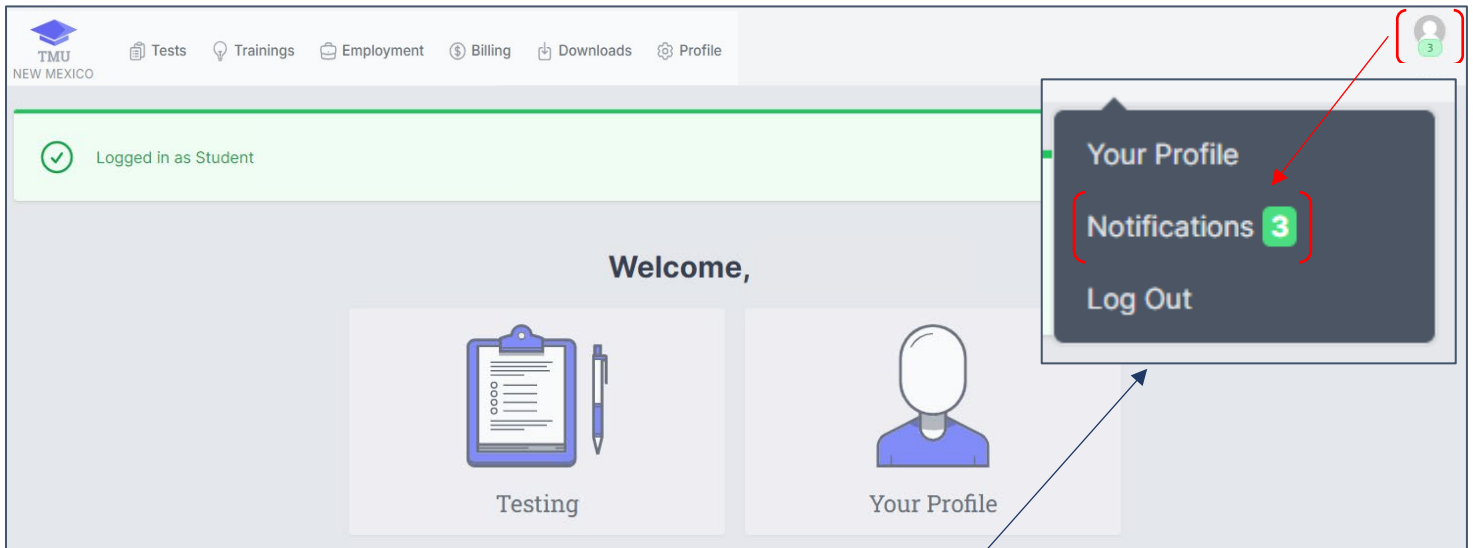 TMU
NEW MEXICO
Tests Trainings Employment Billing Downloads Profile
3
Logged in as Student
Your Profile
Notifications 3
Log Out
Welcome,
Testing
Your Profile